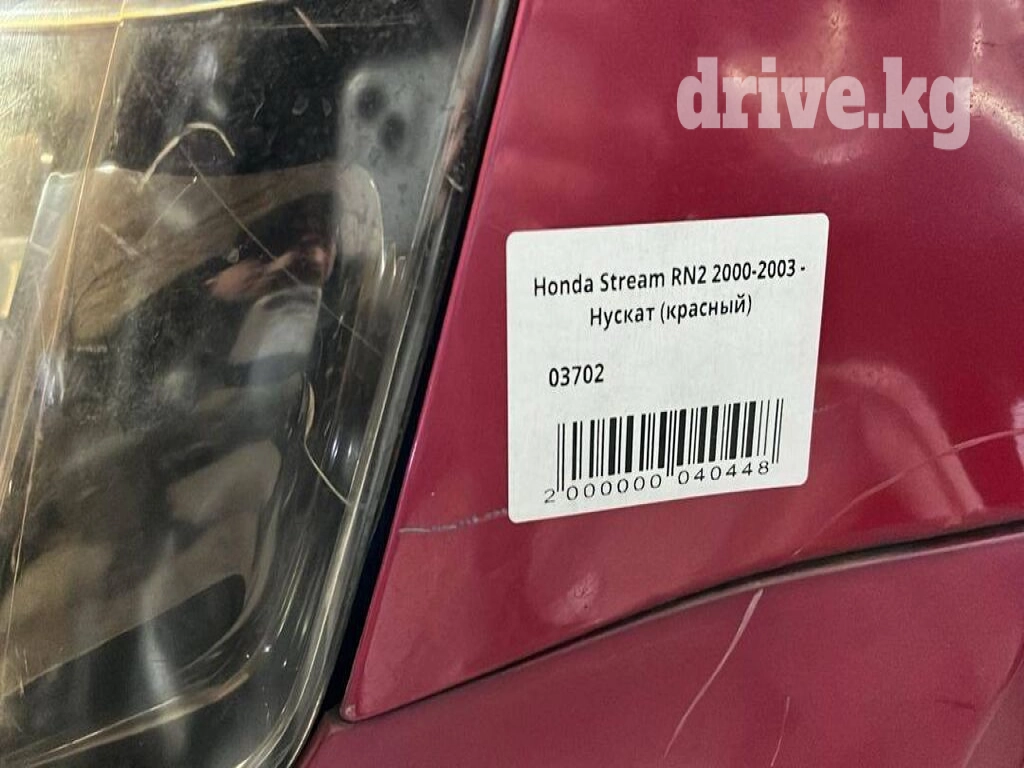 drive.kg
Honda Stream RN2 2000-2003 -
Нускат (красный)
03702
2 000000 040448